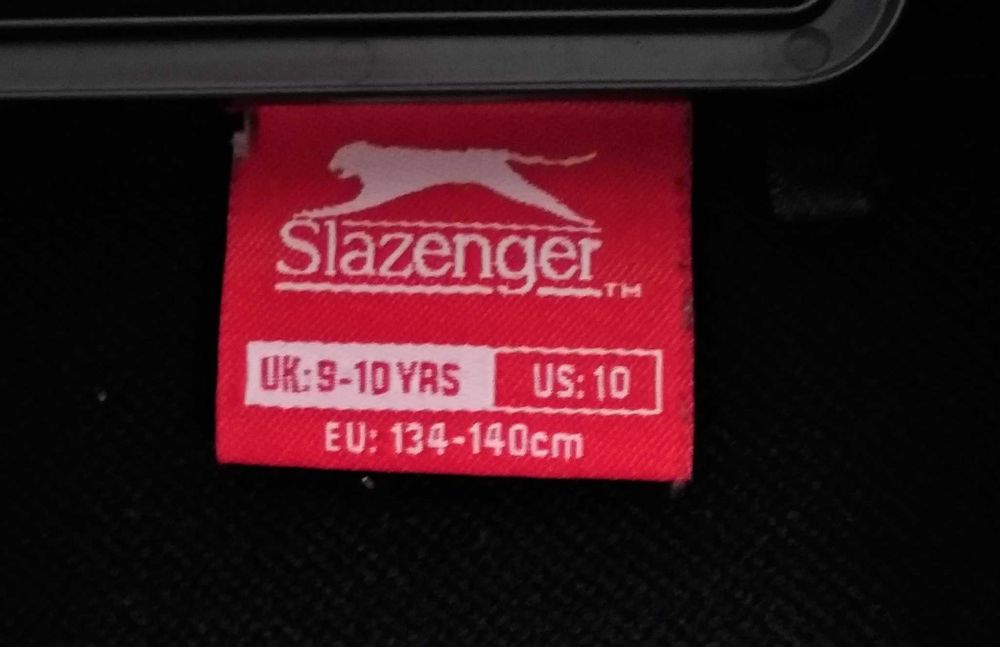 Slazenger™
UK: 9-10 YRS US: 10
EU: 134-140cm